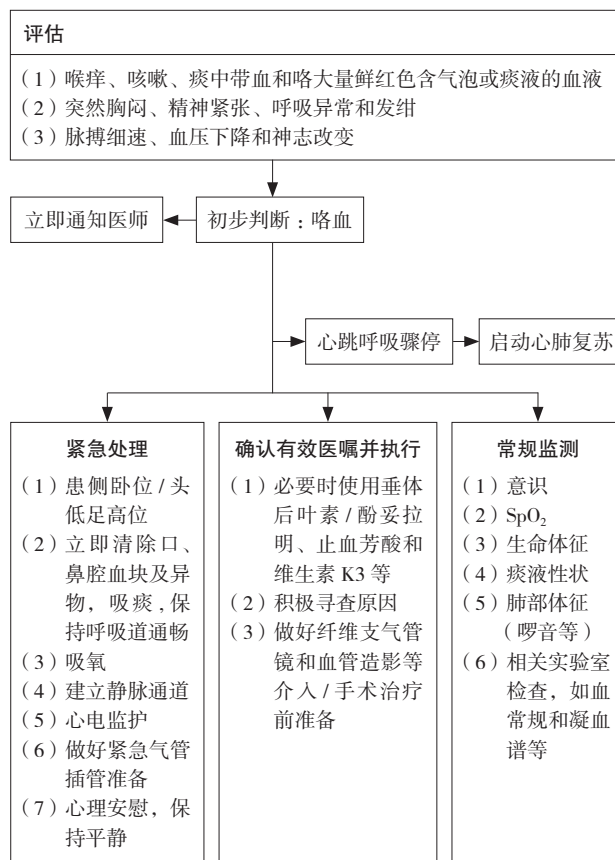 评估
（1）喉痒、咳嗽、痰中带血和咯大量鲜红色含气泡或痰液的血液
（2）突然胸闷、精神紧张、呼吸异常和发绀
（3）脉搏细速、血压下降和神志改变
立即通知医师
初步判断：咯血
心跳呼吸骤停
启动心肺复苏
紧急处理
（1）患侧卧位/头
低足高位
（2）立即清除口、
鼻腔血块及异
物，吸痰,保
持呼吸道通畅
（3）吸氧
（4）建立静脉通道
（5）心电监护
（6）做好紧急气管
插管准备
（7）心理安慰，保
持平静
确认有效医嘱并执行
（1）必要时使用垂体
后叶素/酚妥拉
明、止血芳酸和
维生素 K3 等
（2）积极寻查原因
（3）做好纤维支气管
镜和血管造影等
介入/手术治疗
前准备
常规监测
（1）意识
（2）SpO₂
（3）生命体征
（4）痰液性状
（5）肺部体征
（啰音等）
（6）相关实验室
检查，如血
常规和凝血
谱等